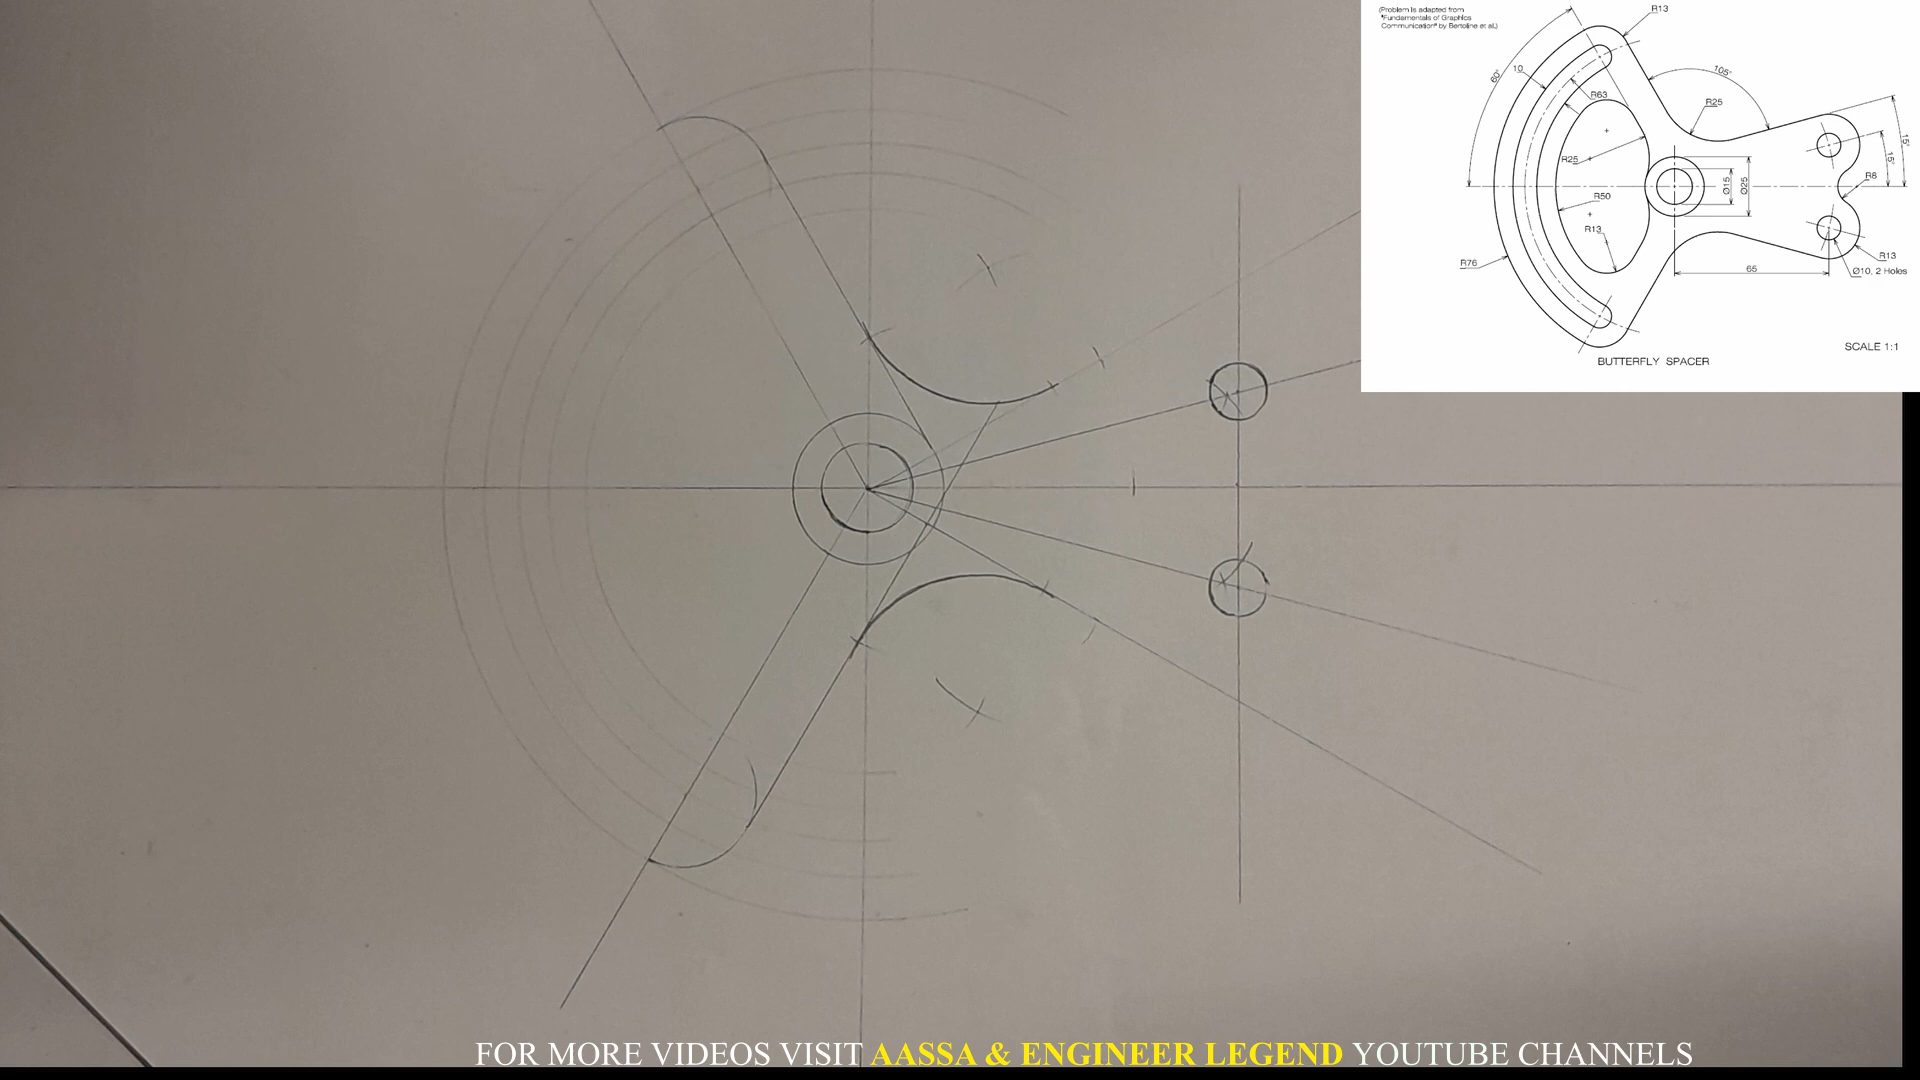 (Problem is adapted from
"Fundamentals of Graphics
Communication" by Bertoline et al.)
R13
60°
10
105°
R63
R25
15°
15°
R25
R8
Ø15
Ø25
R50
R13
R76
R13
65
Ø10, 2 Holes
SCALE 1:1
BUTTERFLY SPACER
FOR MORE VIDEOS VISIT AASSA & ENGINEER LEGEND YOUTUBE CHANNELS